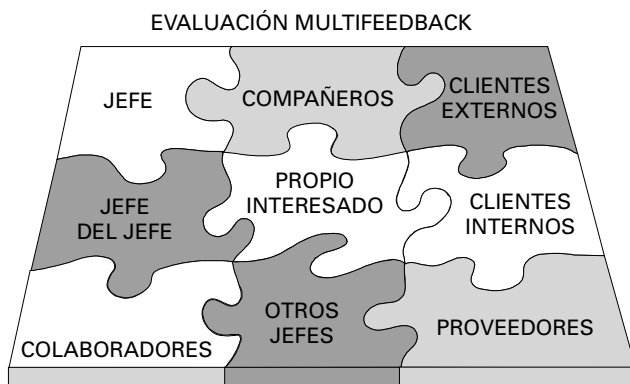 EVALUACIÓN MULTIFEEDBACK
JEFE
COMPAÑEROS
CLIENTES
EXTERNOS
JEFE
DEL JEFE
PROPIO
INTERESADO
CLIENTES
INTERNOS
COLABORADORES
OTROS
JEFES
PROVEEDORES